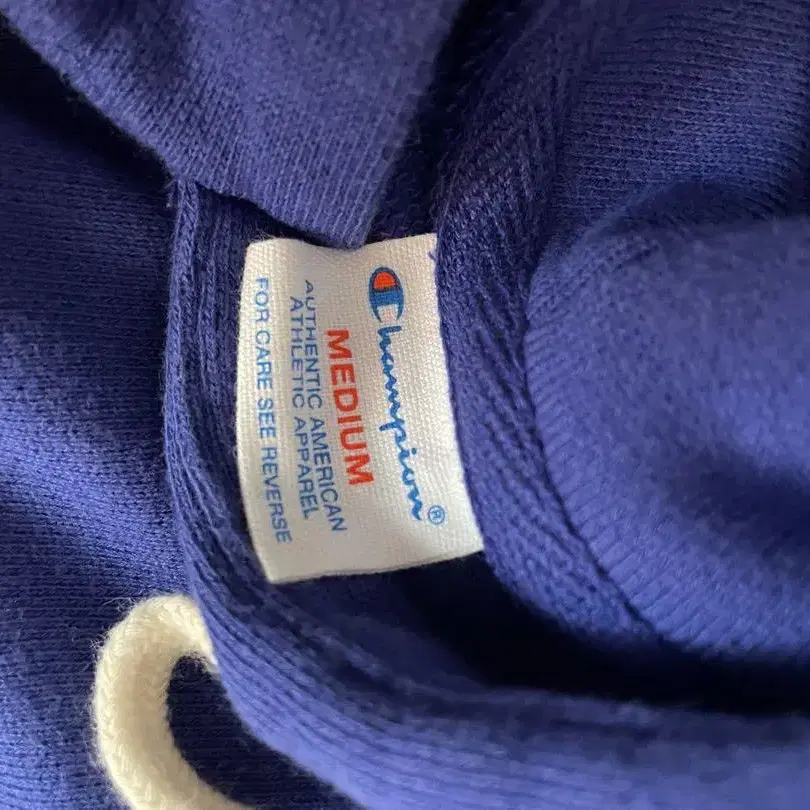 Champion®
MEDIUM
AUTHENTIC AMERICAN
ATHLETIC APPAREL
FOR CARE SEE REVERSE